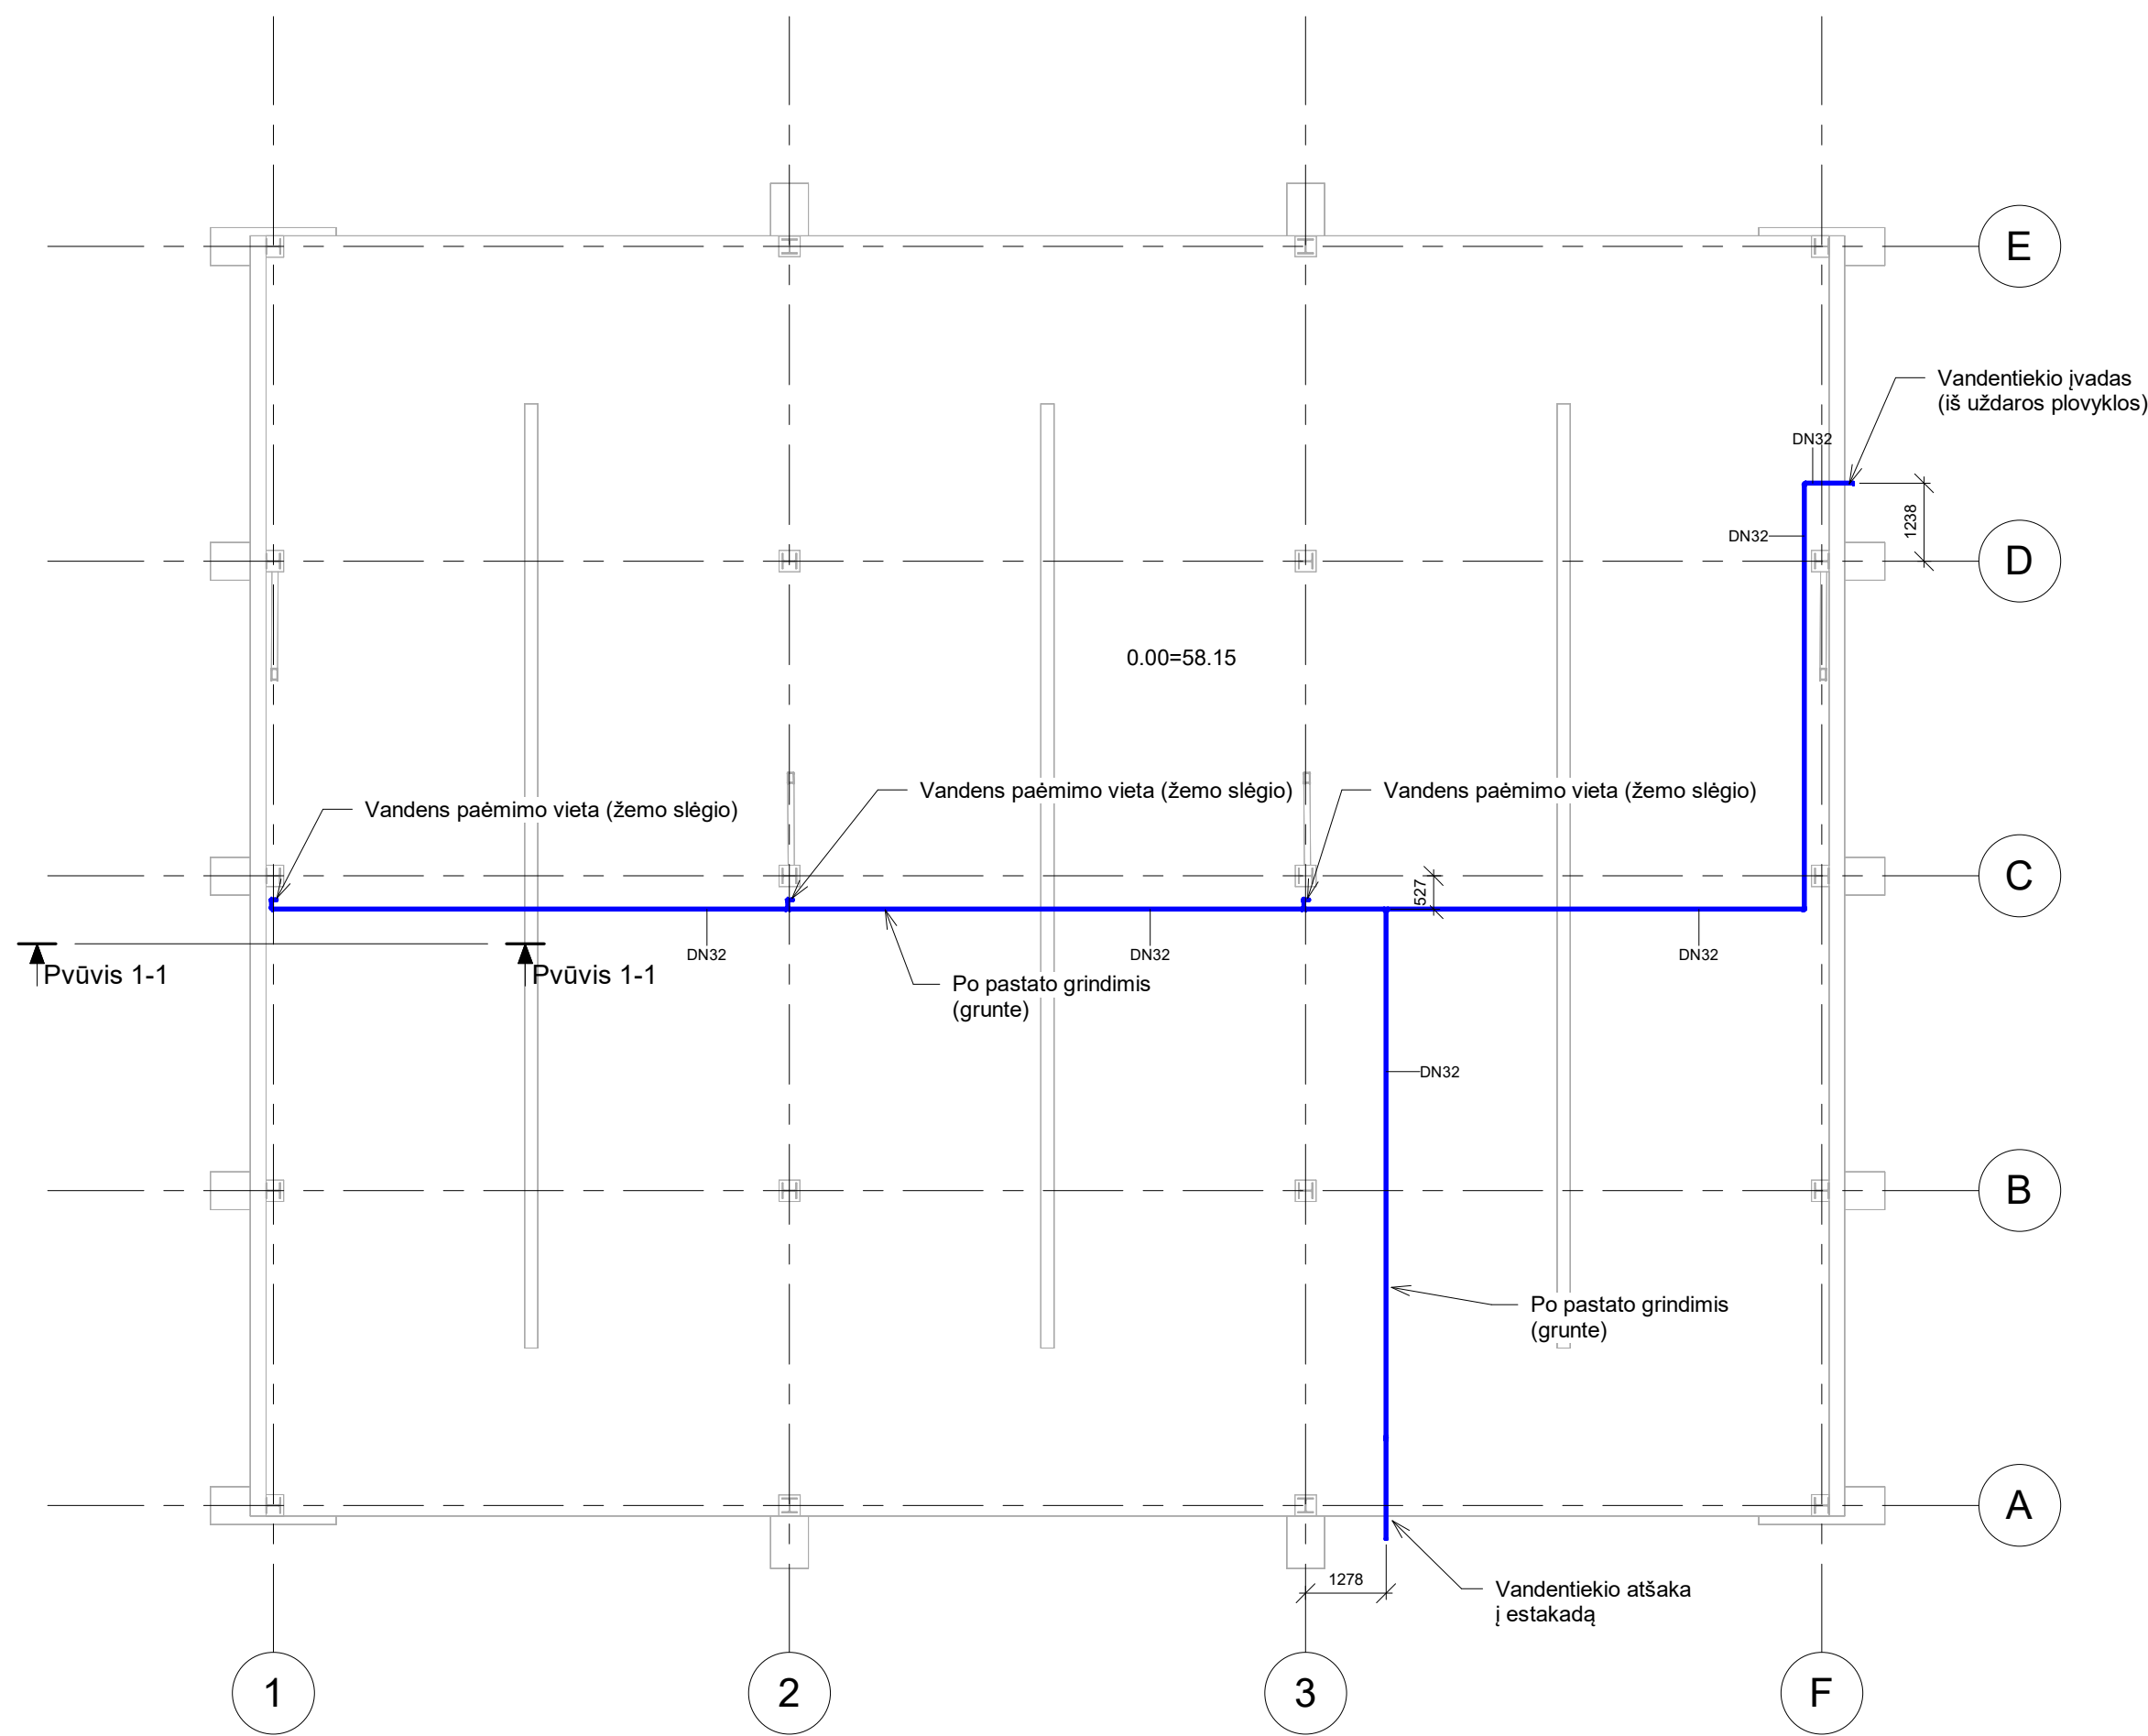 E
Vandentiekio įvadas
(iš uždaros plovyklos)
DN32
1238
DN32
D
0.00=58.15
Vandens paėmimo vieta (žemo slėgio)
Vandens paėmimo vieta (žemo slėgio)
Vandens paėmimo vieta (žemo slėgio)
C
527
DN32
DN32
DN32
Pvūvis 1-1
Pvūvis 1-1
Po pastato grindimis
(grunte)
DN32
B
Po pastato grindimis
(grunte)
A
1278
Vandentiekio atšaka
į estakadą
1
2
3
F